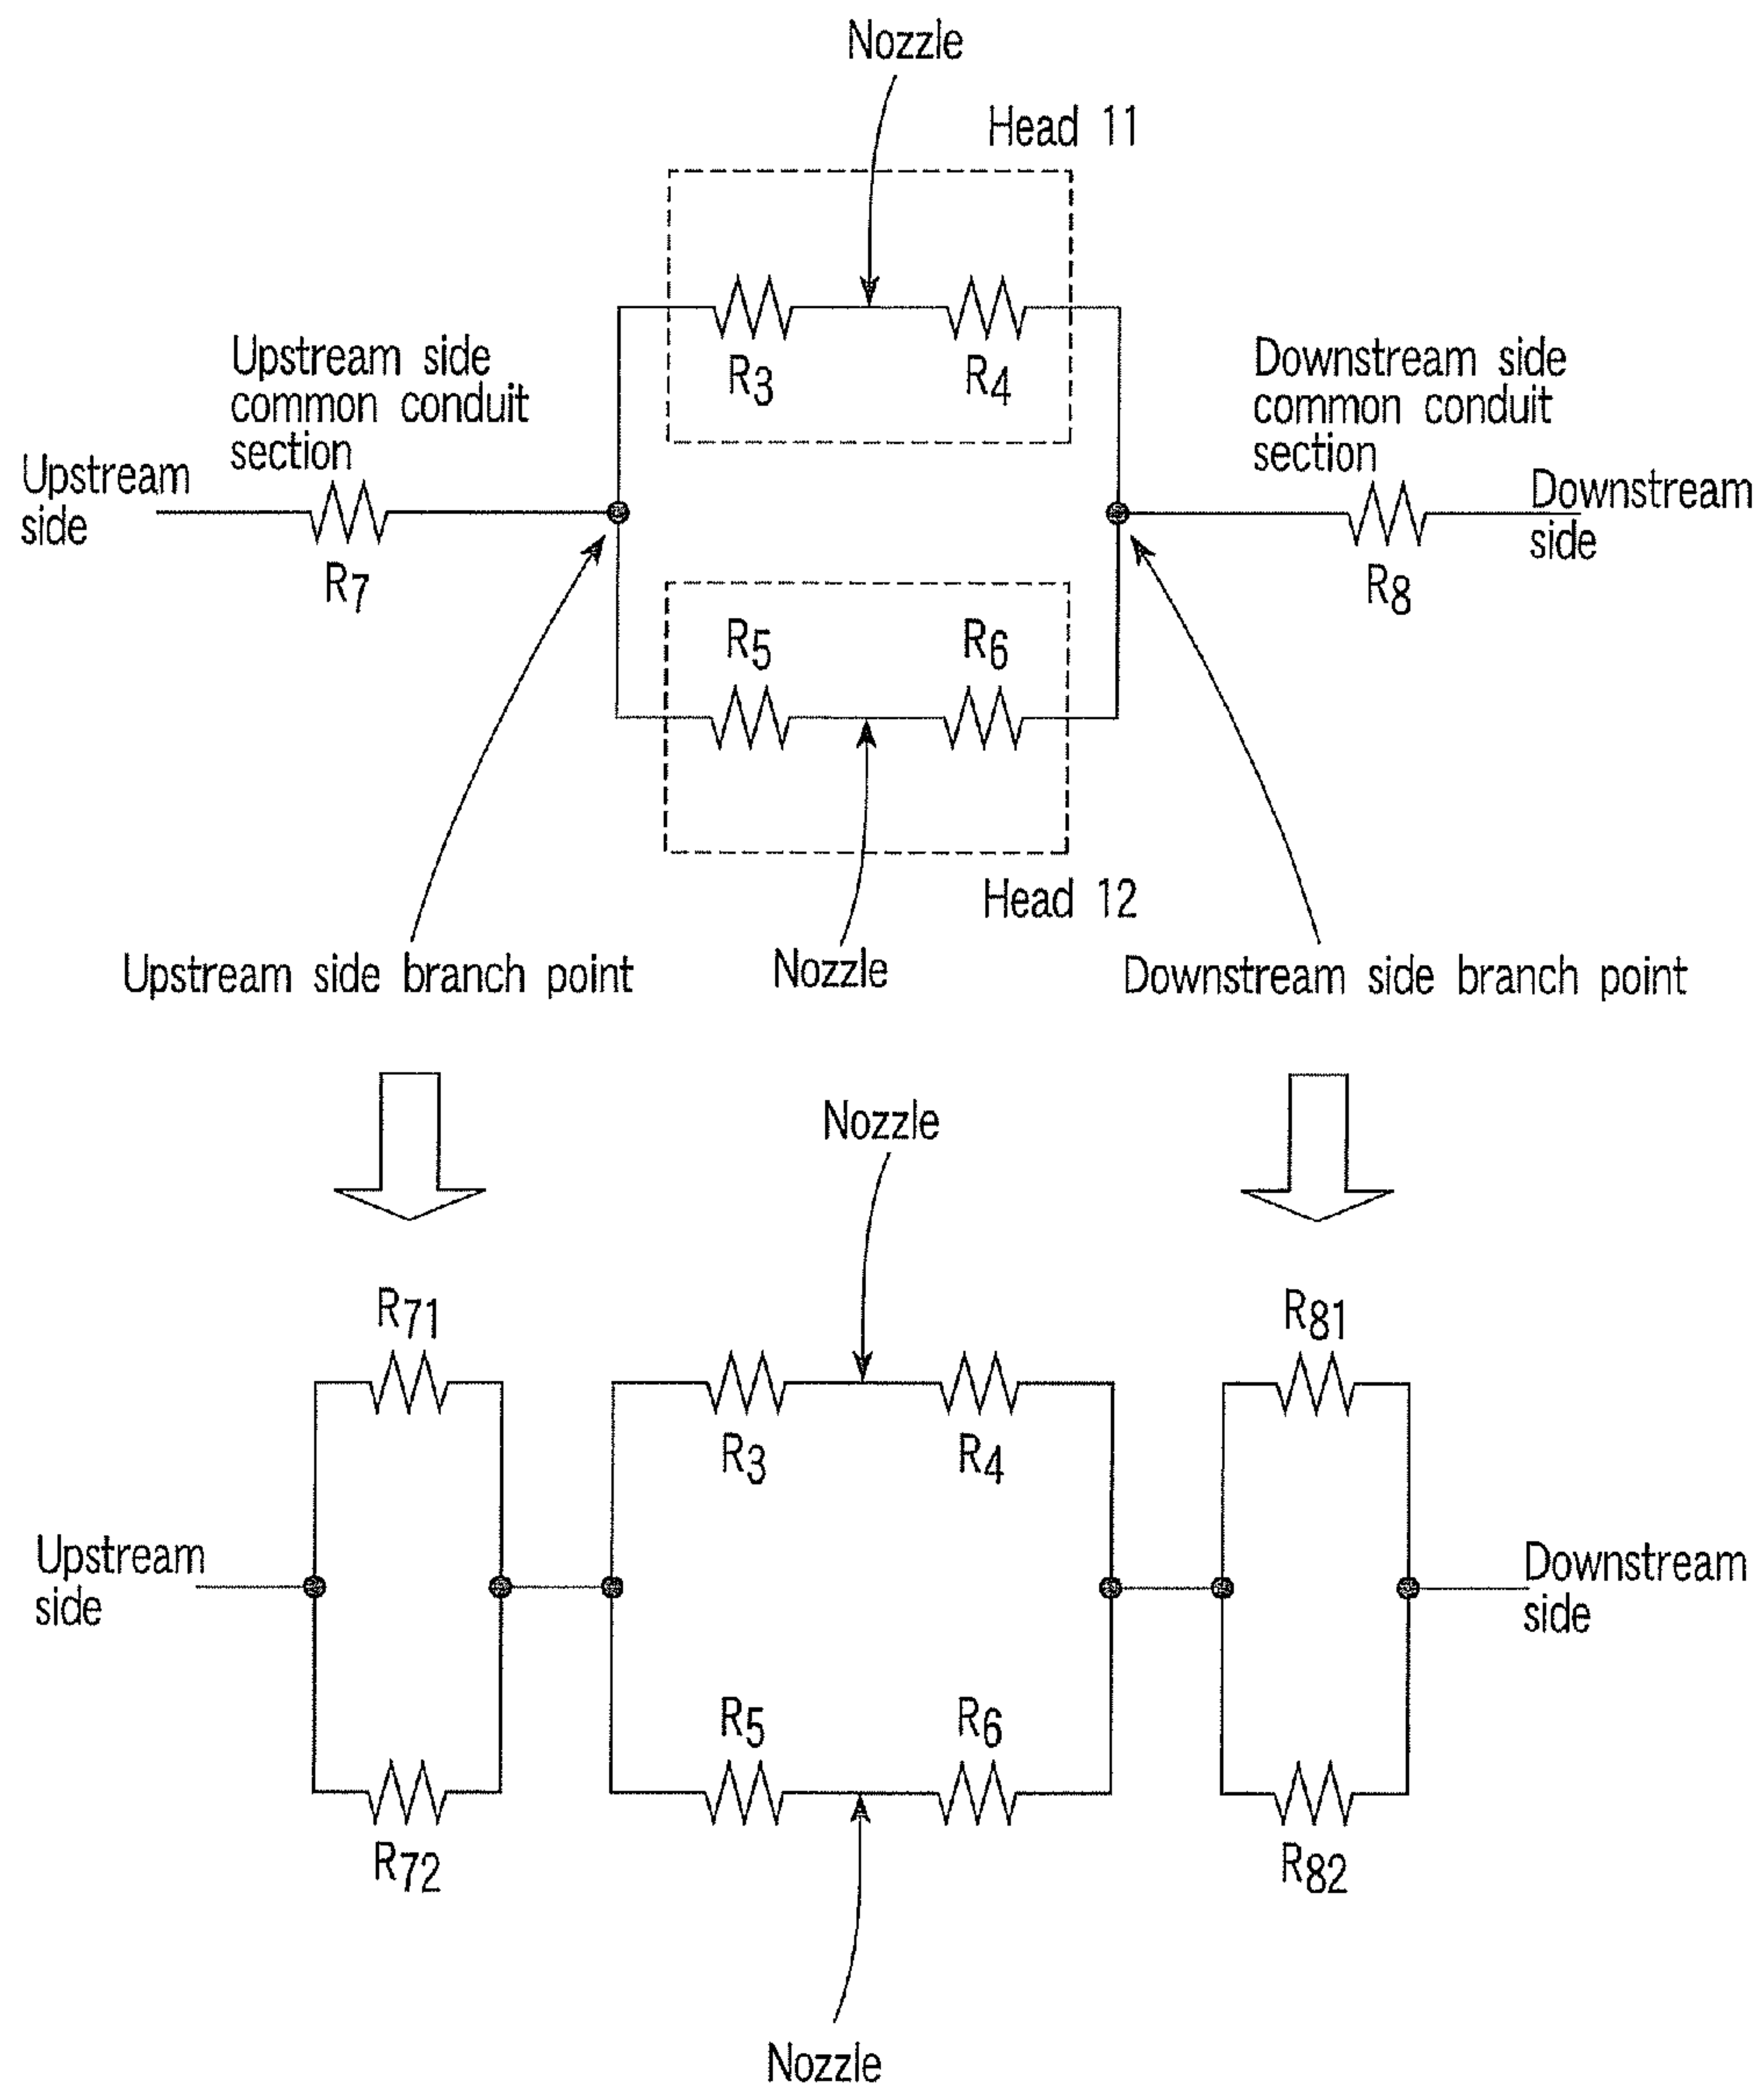 Nozzle
Head 11
R3
R4
Upstream side
common conduit
section
Downstream side
common conduit
section
Upstream
side
Downstream
side
R7
R8
R5
R6
Head 12
Nozzle
Upstream side branch point
Downstream side branch point
Nozzle
R71
R81
R3
R4
Upstream
side
Downstream
side
R5
R6
R72
R82
Nozzle